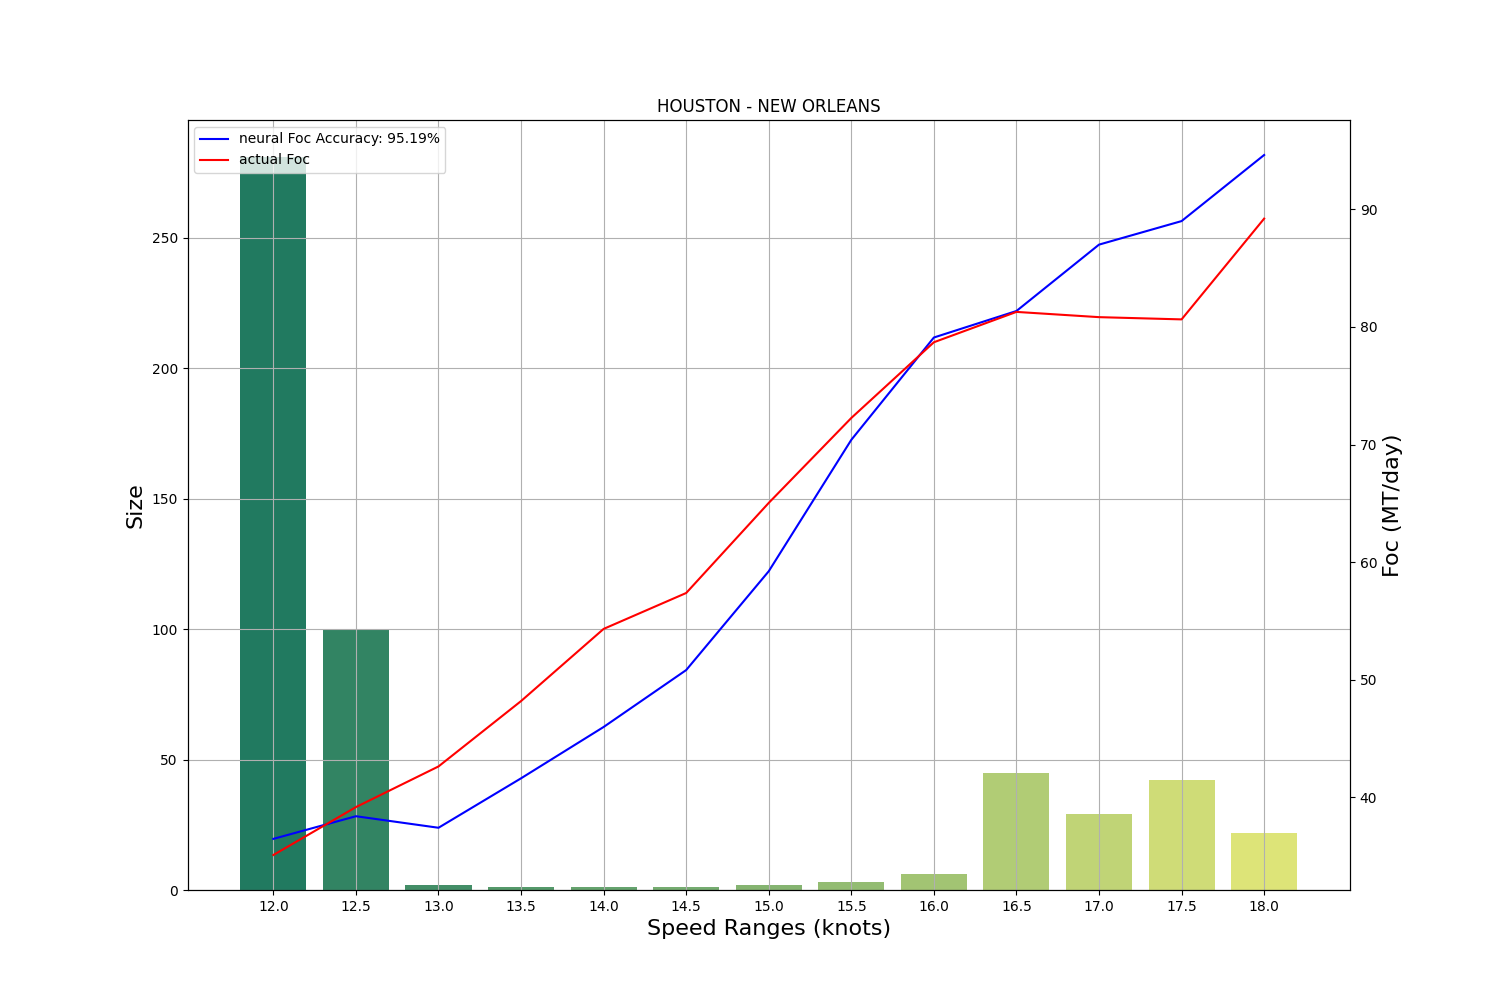 HOUSTON - NEW ORLEANS
neural Foc Accuracy: 95.19%
actual Foc
250
200
150
100
50
0
Size
90
80
70
60
50
40
Foc (MT/day)
12.0 12.5 13.0 13.5 14.0 14.5 15.0 15.5 16.0 16.5 17.0 17.5 18.0
Speed Ranges (knots)